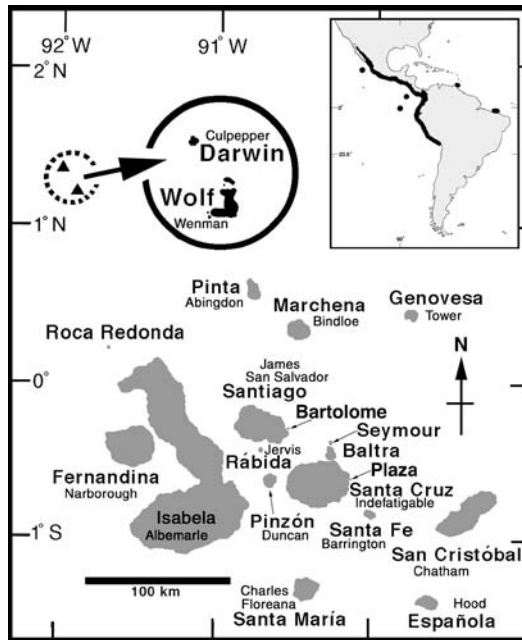 92° W
91° W
2° N
Culpepper
Darwin
Wolf
Wenman
1° N
Pinta
Abingdon
Marchena
Bindloe
Genovesa
Tower
Roca Redonda
N
0°
James
San Salvador
Santiago
Bartolome
Seymour
Jervis
Baltra
Rábida
Plaza
Fernandina
Narborough
Santa Cruz
Indefatigable
Isabela
Albemarle
Pinzón
Duncan
Santa Fe
Barrington
1° S
San Cristóbal
Chatham
100 km
Charles
Floreana
Santa María
Hood
Española